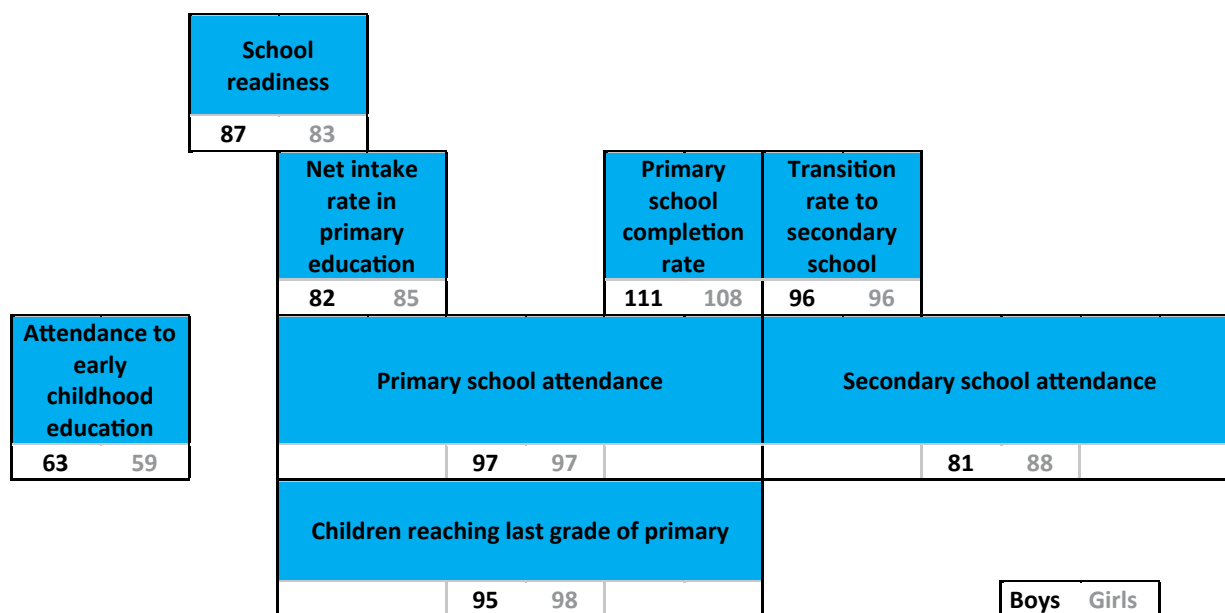 School
readiness
87 83
Net intake
rate in
primary
education
82 85
Primary
school
completion
rate
111 108
Transition
rate to
secondary
school
96 96
Attendance to
early
childhood
education
63 59
Primary school attendance
97 97
Secondary school attendance
81 88
Children reaching last grade of primary
95 98
Boys Girls